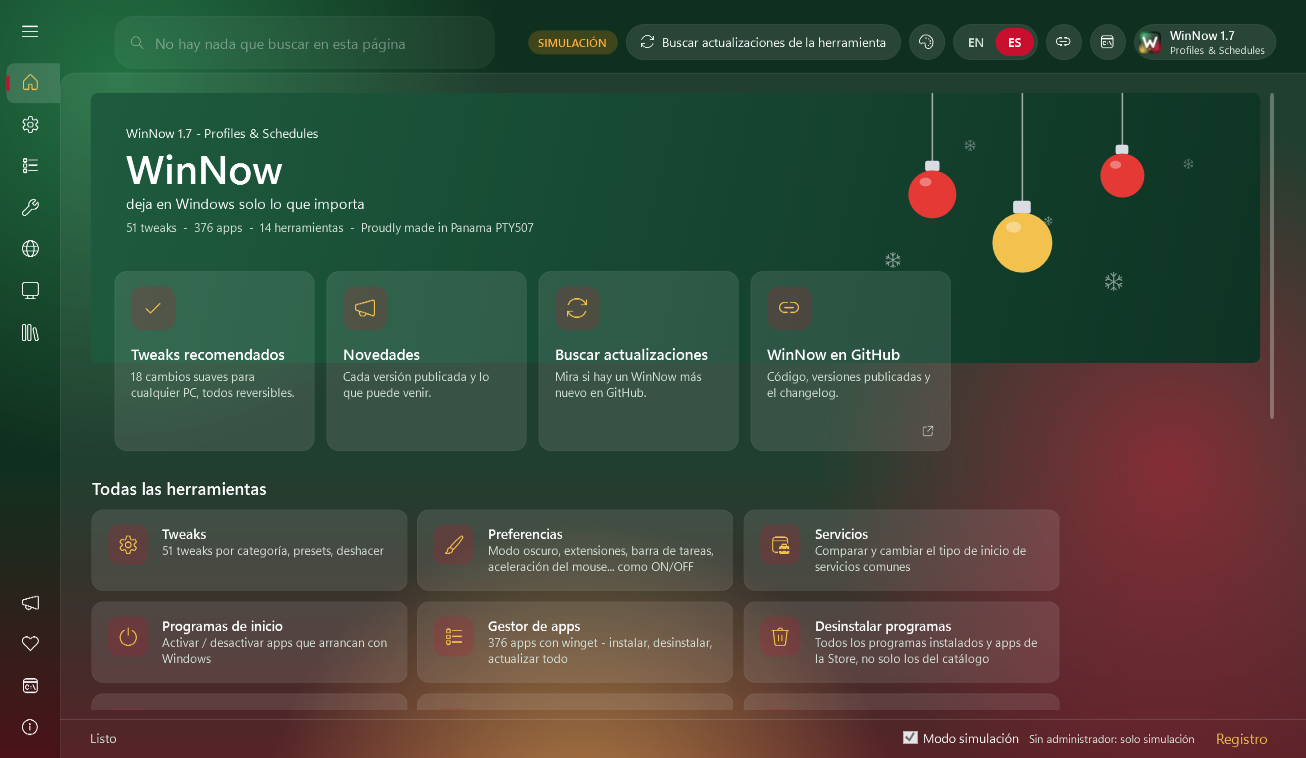 No hay nada que buscar en esta página
SIMULACIÓN
Buscar actualizaciones de la herramienta
EN
ES
WinNow 1.7
Profiles & Schedules
WinNow 1.7 - Profiles & Schedules
WinNow
deja en Windows solo lo que importa
51 tweaks - 376 apps - 14 herramientas - Proudly made in Panama PTY507
Tweaks recomendados
18 cambios suaves para
cualquier PC, todos reversibles.
Novedades
Cada versión publicada y lo
que puede venir.
Buscar actualizaciones
Mira si hay un WinNow más
nuevo en GitHub.
WinNow en GitHub
Código, versiones publicadas y
el changelog.
Todas las herramientas
Tweaks
51 tweaks por categoría, presets, deshacer
Preferencias
Modo oscuro, extensiones, barra de tareas,
aceleración del mouse... como ON/OFF
Servicios
Comparar y cambiar el tipo de inicio de
servicios comunes
Programas de inicio
Activar / desactivar apps que arrancan con
Windows
Gestor de apps
376 apps con winget - instalar, desinstalar,
actualizar todo
Desinstalar programas
Todos los programas instalados y apps de
la Store, no solo los del catálogo
Listo
Modo simulación
Sin administrador: solo simulación
Registro